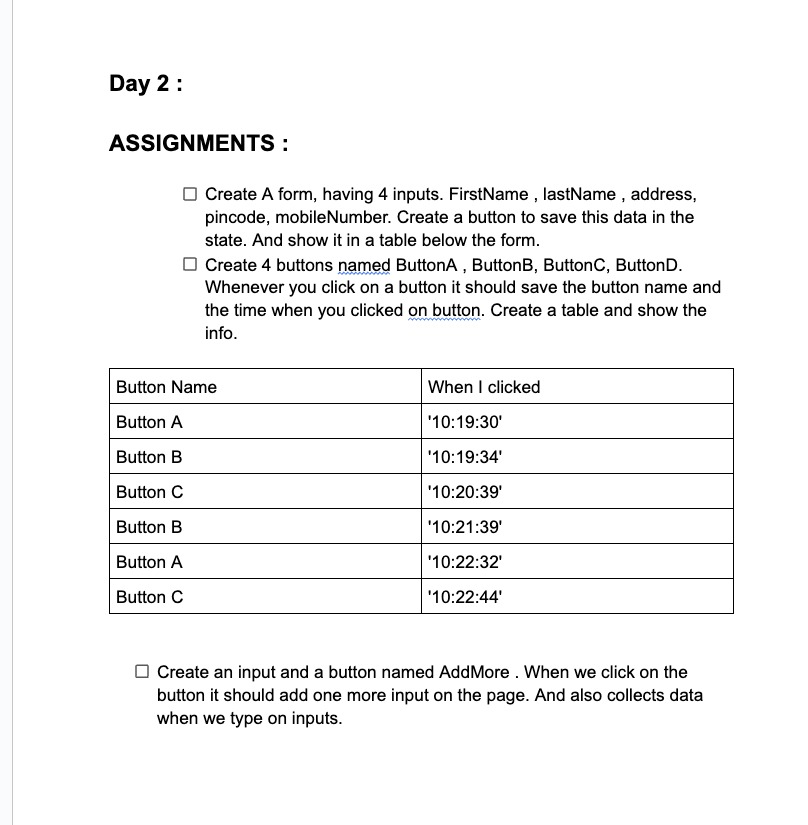 Day 2 :
ASSIGNMENTS :
Create A form, having 4 inputs. FirstName , lastName , address,
pincode, mobileNumber. Create a button to save this data in the
state. And show it in a table below the form.
Create 4 buttons named ButtonA , ButtonB, ButtonC, ButtonD.
Whenever you click on a button it should save the button name and
the time when you clicked on button. Create a table and show the
info.
Button Name When I clicked
Button A '10:19:30'
Button B '10:19:34'
Button C '10:20:39'
Button B '10:21:39'
Button A '10:22:32'
Button C '10:22:44'
Create an input and a button named AddMore . When we click on the
button it should add one more input on the page. And also collects data
when we type on inputs.